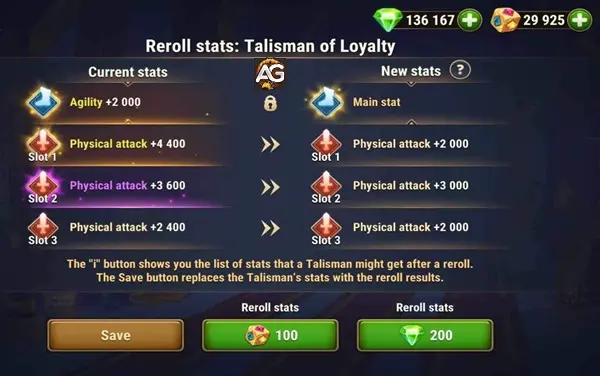 136 167
29 925
Reroll stats: Talisman of Loyalty
Current stats
AG
New stats ?
Agility +2 000
Main stat
Physical attack +4 400
Slot 1
Physical attack +2 000
Slot 1
Physical attack +3 600
Slot 2
Physical attack +3 000
Slot 2
Physical attack +2 400
Slot 3
Physical attack +2 000
Slot 3
The "i" button shows you the list of stats that a Talisman might get after a reroll.
The Save button replaces the Talisman's stats with the reroll results.
Reroll stats
Reroll stats
Save
100
200